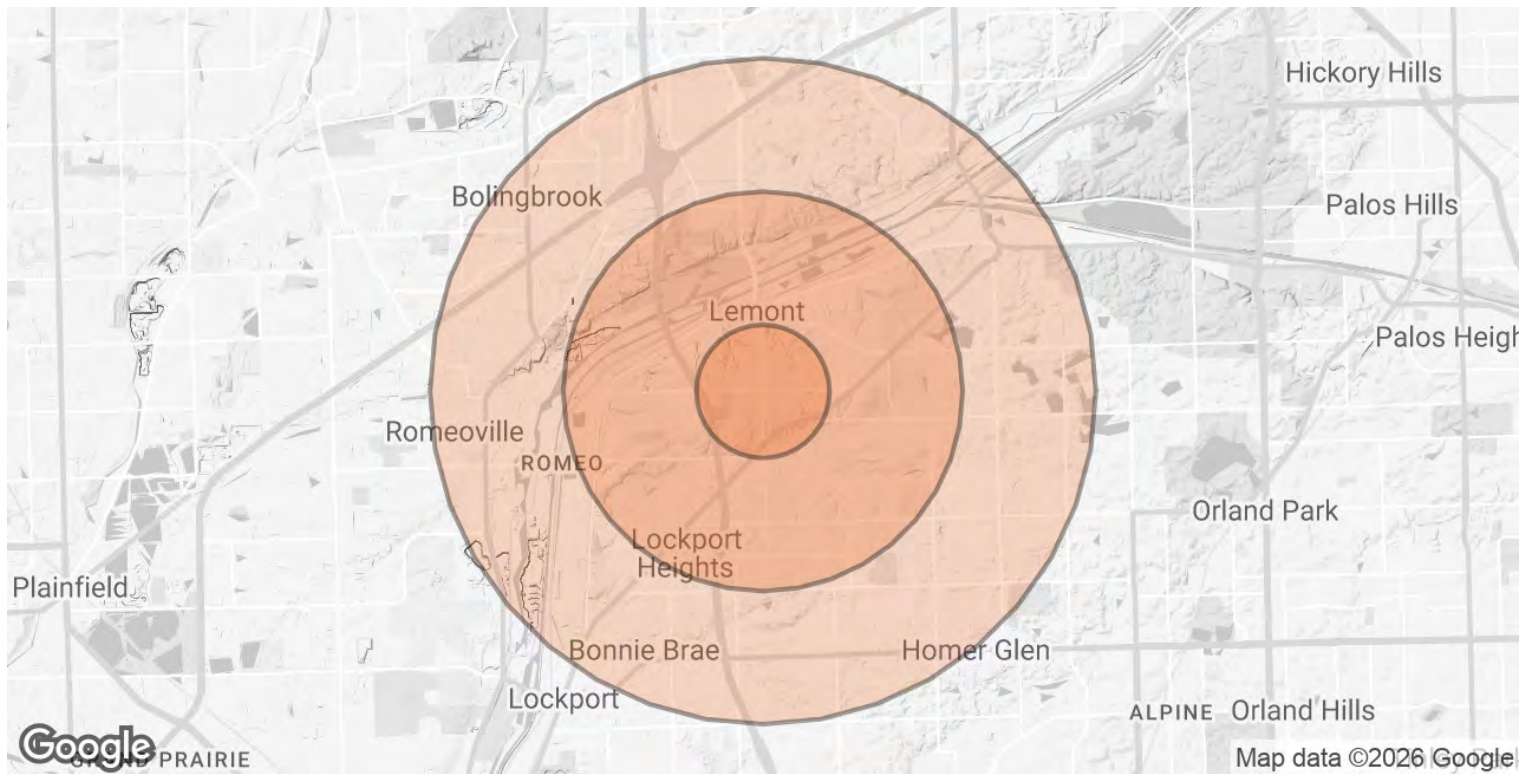 Hickory Hills
Bolingbrook
Palos Hills
Lemont
Palos Heigh
Romeoville
ROMEO
Orland Park
Lockport
Heights
Plainfield
Bonnie Brae
Homer Glen
Lockport
ALPINE
Orland Hills
Google
PRAIRIE
Map data ©2026 Google